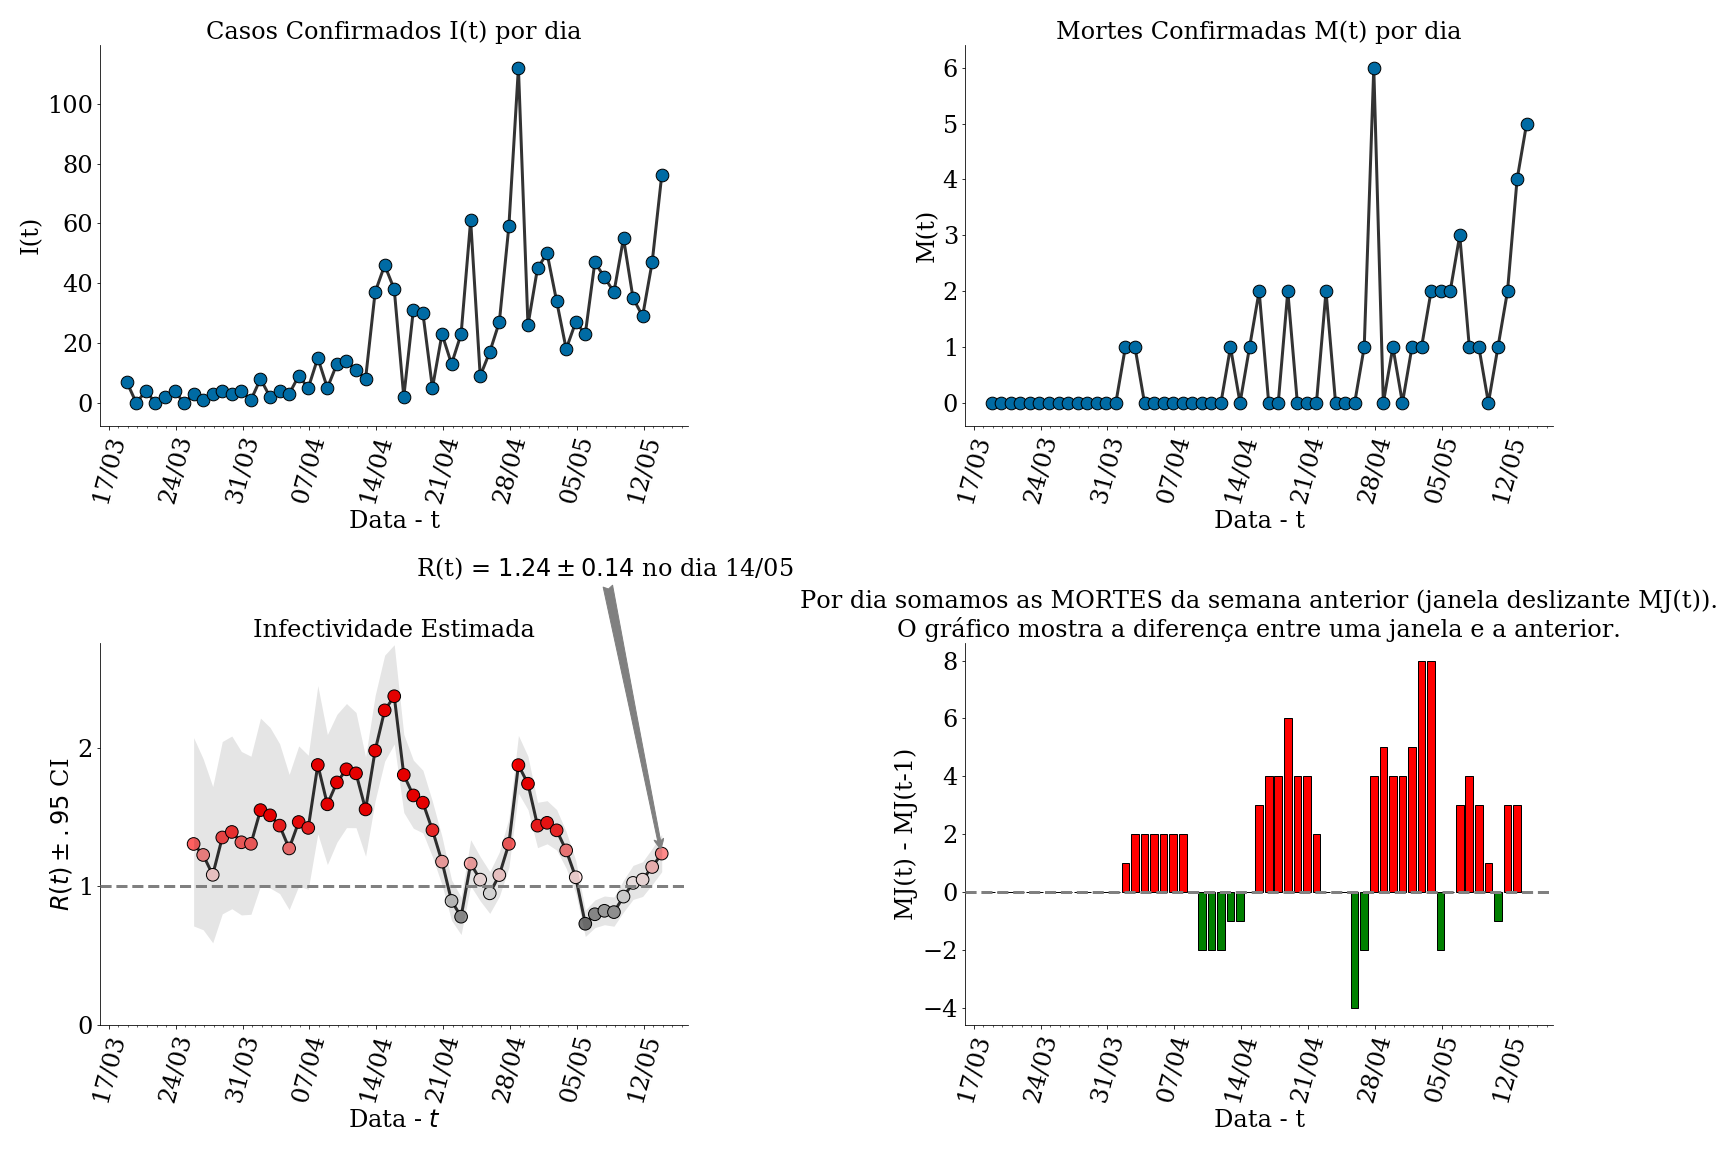 Casos Confirmados I(t) por dia
I(t)
100
80
60
40
20
0
17/03 24/03 31/03 07/04 14/04 21/04 28/04 05/05 12/05
Data - t
Mortes Confirmadas M(t) por dia
M(t)
6
5
4
3
2
1
0
17/03 24/03 31/03 07/04 14/04 21/04 28/04 05/05 12/05
Data - t
R(t) = 1.24 ± 0.14 no dia 14/05
Infectividade Estimada
R(t) ± .95 CI
2
1
0
17/03 24/03 31/03 07/04 14/04 21/04 28/04 05/05 12/05
Data - t
Por dia somamos as MORTES da semana anterior (janela deslizante MJ(t)).
O gráfico mostra a diferença entre uma janela e a anterior.
MJ(t) - MJ(t-1)
8
6
4
2
0
−2
−4
17/03 24/03 31/03 07/04 14/04 21/04 28/04 05/05 12/05
Data - t